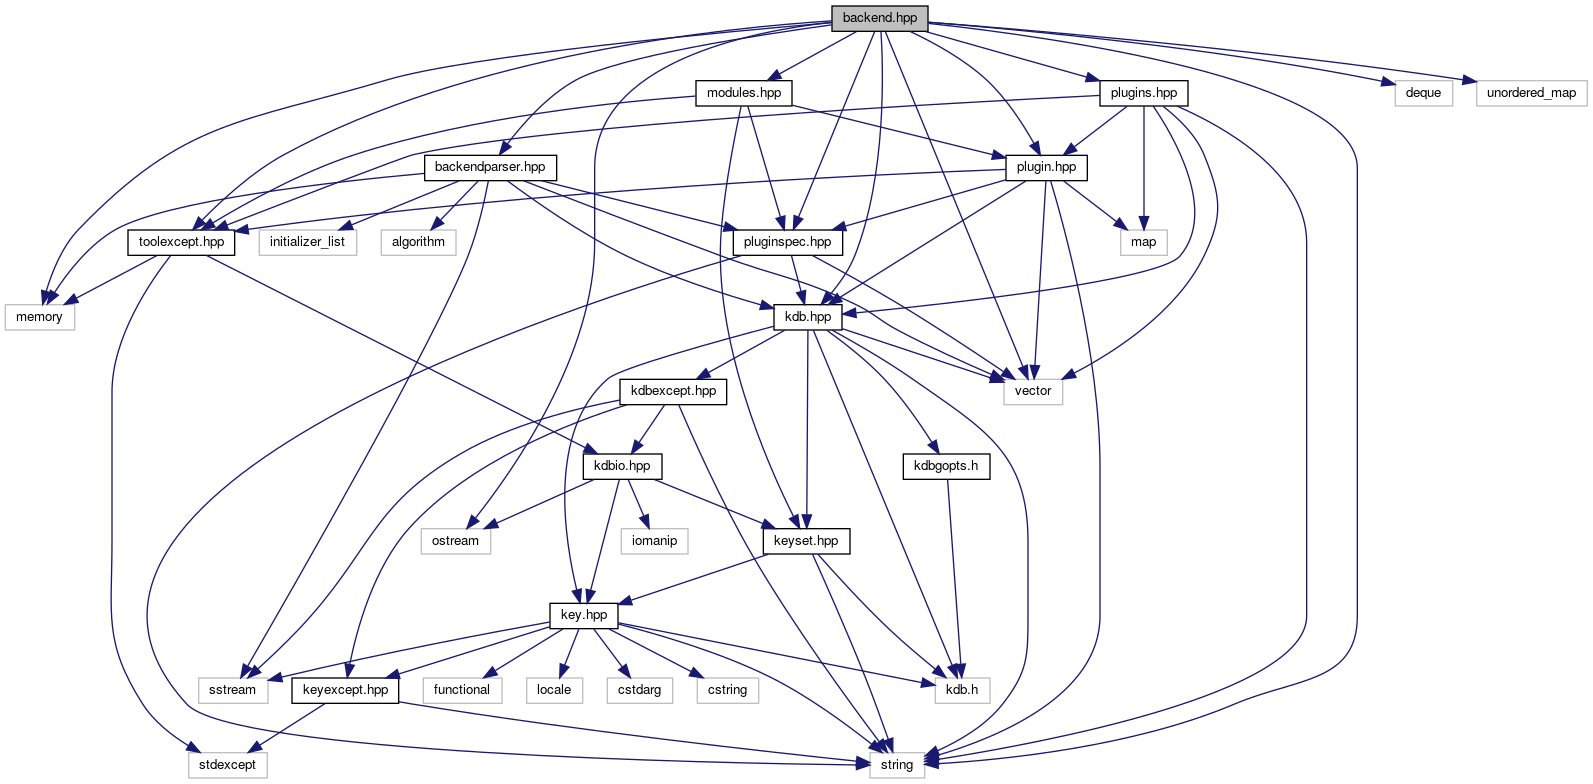 backend.hpp
modules.hpp
plugins.hpp
deque
unordered_map
backendparser.hpp
plugin.hpp
toolexcept.hpp
initializer_list
algorithm
pluginspec.hpp
map
memory
kdb.hpp
kdbexcept.hpp
vector
kdbio.hpp
kdbgopts.h
ostream
iomanip
keyset.hpp
key.hpp
sstream
keyexcept.hpp
functional
locale
cstdarg
cstring
kdb.h
stdexcept
string